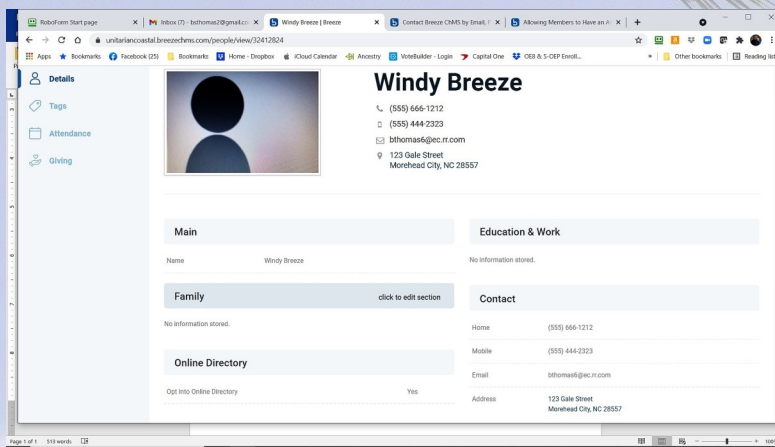 RoboForm Start page
Inbox (7) - bsthomas2@gmail.co
Windy Breeze | Breeze
Contact Breeze ChMS by Email,
Allowing Members to Have an A
unitariancoastal.breezechms.com/people/view/32412824
Apps Bookmarks Facebook (25) Bookmarks Home - Dropbox iCloud Calendar Ancestry VoteBuilder - Login Capital One OE8 & S-OEP Enroll... » Other bookmarks Reading list
Details
Tags
Attendance
Giving
Windy Breeze
(555) 666-1212
(555) 444-2323
bthomas6@ec.rr.com
123 Gale Street
Morehead City, NC 28557
Main
Name Windy Breeze
Family click to edit section
No information stored.
Online Directory
Opt Into Online Directory Yes
Education & Work
No information stored.
Contact
Home (555) 666-1212
Mobile (555) 444-2323
Email bthomas6@ec.rr.com
Address 123 Gale Street
Morehead City, NC 28557
Page 1 of 1 513 words